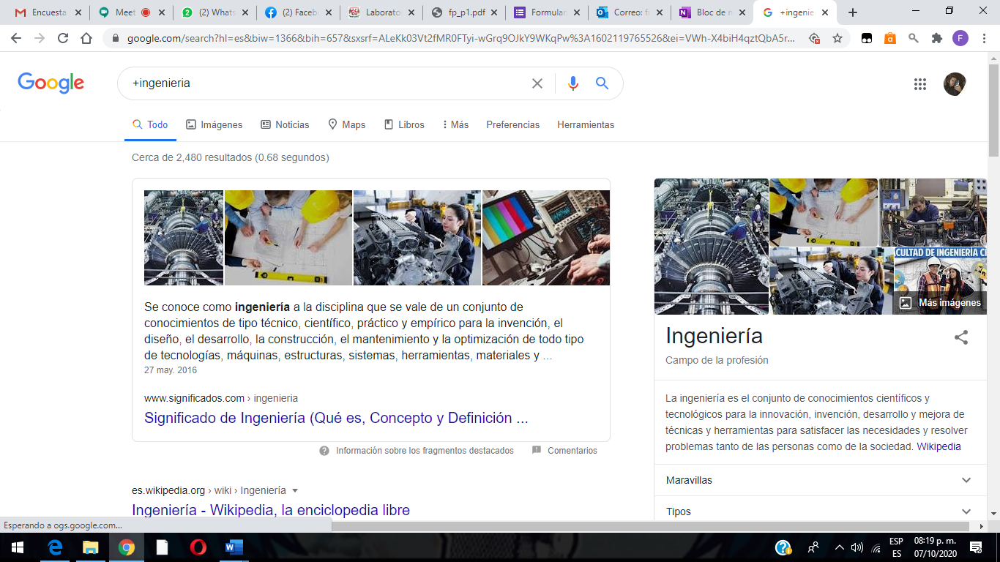 Encuesta
Meet
(2) Whats
(2) Faceb
Laborato
fp_p1.pdf
Formular
Correo: f
Bloc de n
+ingenie
google.com/search?hl=es&biw=1366&bih=657&sxsrf=ALeKk03Vt2fMR0FTyi-wGrq9OJkY9WKqPw%3A1602119765526&ei=VWh-X4biH4qztQbA5r...
F
Google
+ingenieria
Todo
Imágenes
Noticias
Maps
Libros
Más
Preferencias
Herramientas
Cerca de 2,480 resultados (0.68 segundos)
Se conoce como ingeniería a la disciplina que se vale de un conjunto de
conocimientos de tipo técnico, científico, práctico y empírico para la invención, el
diseño, el desarrollo, la construcción, el mantenimiento y la optimización de todo tipo
de tecnologías, máquinas, estructuras, sistemas, herramientas, materiales y ...
27 may. 2016
www.significados.com › ingenieria
Significado de Ingeniería (Qué es, Concepto y Definición ...
Información sobre los fragmentos destacados
Comentarios
es.wikipedia.org › wiki › Ingeniería
Ingeniería - Wikipedia, la enciclopedia libre
CULTAD DE INGENIERÍA CI
Más imágenes
Ingeniería
Campo de la profesión
La ingeniería es el conjunto de conocimientos científicos y
tecnológicos para la innovación, invención, desarrollo y mejora de
técnicas y herramientas para satisfacer las necesidades y resolver
problemas tanto de las personas como de la sociedad. Wikipedia
Maravillas
Tipos
Esperando a ogs.google.com...
ESP
ES
08:19 p. m.
07/10/2020